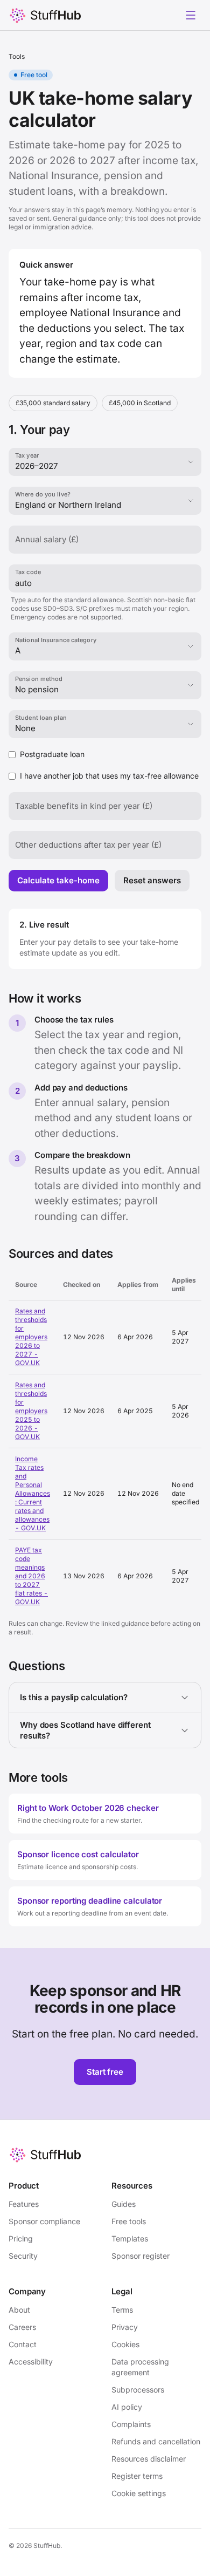 StuffHub
Tools
Free tool
UK take-home salary
calculator
Estimate take-home pay for 2025 to
2026 or 2026 to 2027 after income tax,
National Insurance, pension and
student loans, with a breakdown.
Your answers stay in this page's memory. Nothing you enter is
saved or sent. General guidance only; this tool does not provide
legal or immigration advice.
Quick answer
Your take-home pay is what
remains after income tax,
employee National Insurance and
the deductions you select. The tax
year, region and tax code can
change the estimate.
£35,000 standard salary
£45,000 in Scotland
1. Your pay
Tax year
2026–2027
Where do you live?
England or Northern Ireland
Annual salary (£)
Tax code
auto
Type auto for the standard allowance. Scottish non-basic flat
codes use SD0–SD3. S/C prefixes must match your region.
Emergency codes are not supported.
National Insurance category
A
Pension method
No pension
Student loan plan
None
Postgraduate loan
I have another job that uses my tax-free allowance
Taxable benefits in kind per year (£)
Other deductions after tax per year (£)
Calculate take-home
Reset answers
2. Live result
Enter your pay details to see your take-home
estimate update as you edit.
How it works
1
Choose the tax rules
Select the tax year and region,
then check the tax code and NI
category against your payslip.
2
Add pay and deductions
Enter annual salary, pension
method and any student loans or
other deductions.
3
Compare the breakdown
Results update as you edit. Annual
totals are divided into monthly and
weekly estimates; payroll
rounding can differ.
Sources and dates
Source
Checked on
Applies from
Applies
until
Rates and
thresholds
for
employers
2026 to
2027 -
GOV.UK
12 Nov 2026
6 Apr 2026
5 Apr
2027
Rates and
thresholds
for
employers
2025 to
2026 -
GOV.UK
12 Nov 2026
6 Apr 2025
5 Apr
2026
Income
Tax rates
and
Personal
Allowances
: Current
rates and
allowances
- GOV.UK
12 Nov 2026
12 Nov 2026
No end
date
specified
PAYE tax
code
meanings
and 2026
to 2027
flat rates -
GOV.UK
13 Nov 2026
6 Apr 2026
5 Apr
2027
Rules can change. Review the linked guidance before acting on
a result.
Questions
Is this a payslip calculation?
Why does Scotland have different
results?
More tools
Right to Work October 2026 checker
Find the checking route for a new starter.
Sponsor licence cost calculator
Estimate licence and sponsorship costs.
Sponsor reporting deadline calculator
Work out a reporting deadline from an event date.
Keep sponsor and HR
records in one place
Start on the free plan. No card needed.
Start free
StuffHub
Product
Features
Sponsor compliance
Pricing
Security
Resources
Guides
Free tools
Templates
Sponsor register
Company
About
Careers
Contact
Accessibility
Legal
Terms
Privacy
Cookies
Data processing
agreement
Subprocessors
AI policy
Complaints
Refunds and cancellation
Resources disclaimer
Register terms
Cookie settings
© 2026 StuffHub.